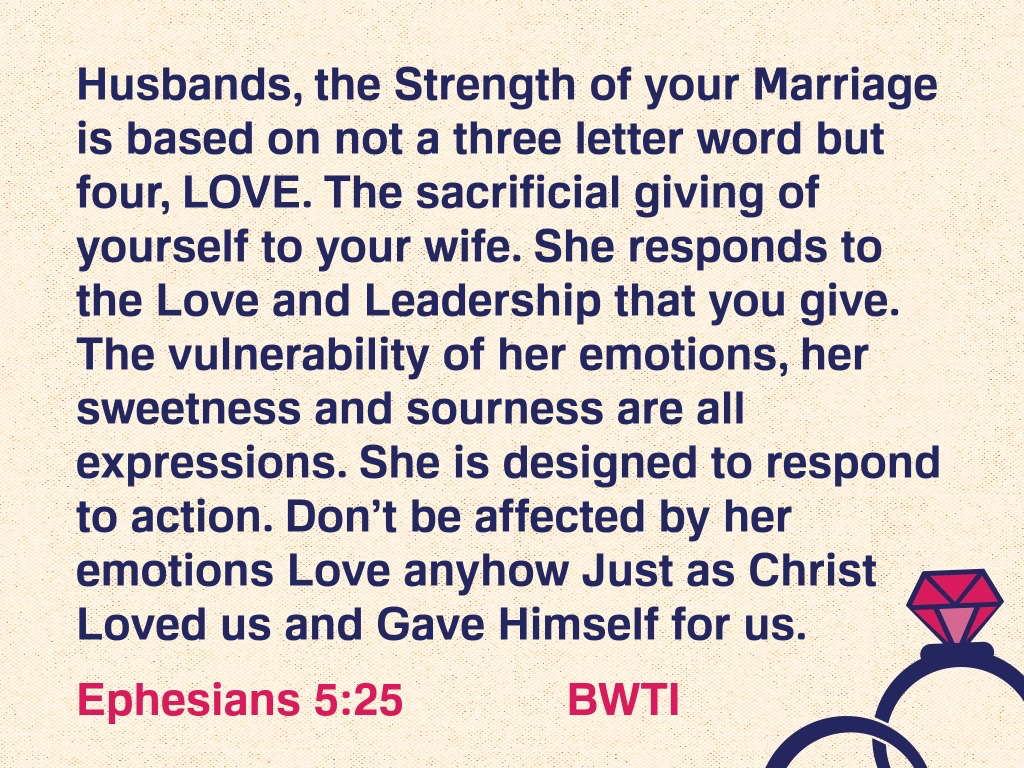 Husbands, the Strength of your Marriage
is based on not a three letter word but
four, LOVE. The sacrificial giving of
yourself to your wife. She responds to
the Love and Leadership that you give.
The vulnerability of her emotions, her
sweetness and sourness are all
expressions. She is designed to respond
to action. Don’t be affected by her
emotions Love anyhow Just as Christ
Loved us and Gave Himself for us.
Ephesians 5:25 BWTI